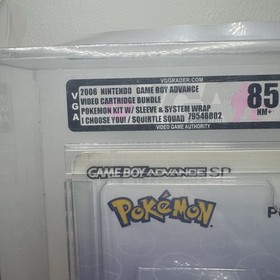 VGGRADER.COM
VGA
2006 NINTENDO GAME BOY ADVANCE
VIDEO CARTRIDGE BUNDLE
POKEMON KIT W/ SLEEVE & SYSTEM WRAP
I CHOOSE YOU! / SQUIRTLE SQUAD 79546802
VIDEO GAME AUTHORITY
85
NM+
GAME BOY ADVANCE SP
POKéMON